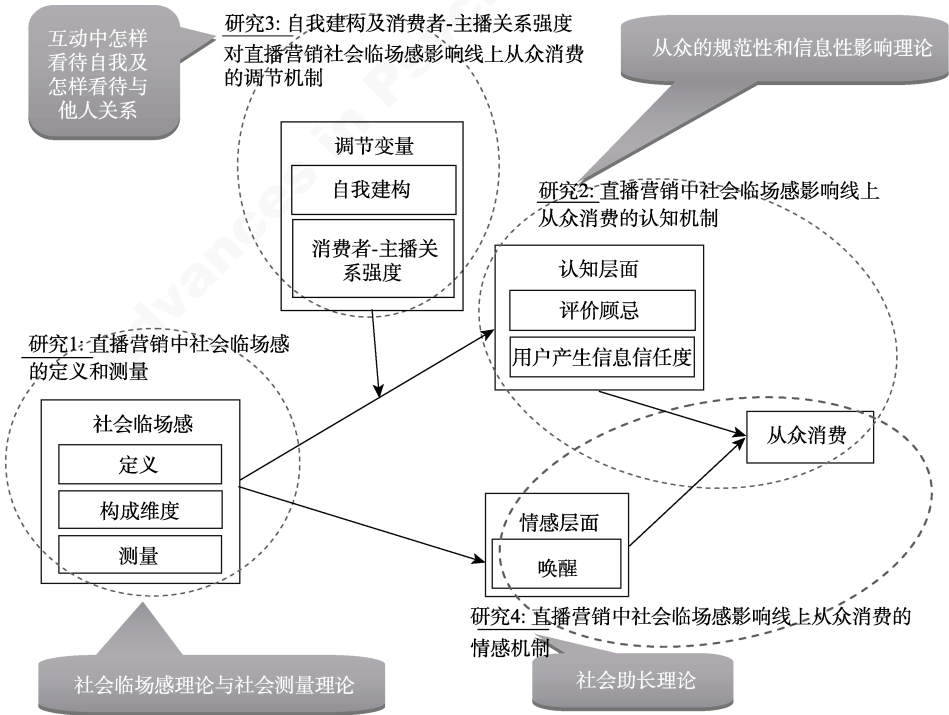 互动中怎样
看待自我及
怎样看待与
他人关系
研究3: 自我建构及消费者-主播关系强度
对直播营销社会临场感影响线上从众消费
的调节机制
从众的规范性和信息性影响理论
调节变量
自我建构
消费者-主播关
系强度
研究2: 直播营销中社会临场感影响线上
从众消费的认知机制
认知层面
评价顾忌
用户产生信息信任度
研究1: 直播营销中社会临场感
的定义和测量
社会临场感
定义
构成维度
测量
从众消费
情感层面
唤醒
研究4: 直播营销中社会临场感影响线上从众消费的
情感机制
社会临场感理论与社会测量理论
社会助长理论